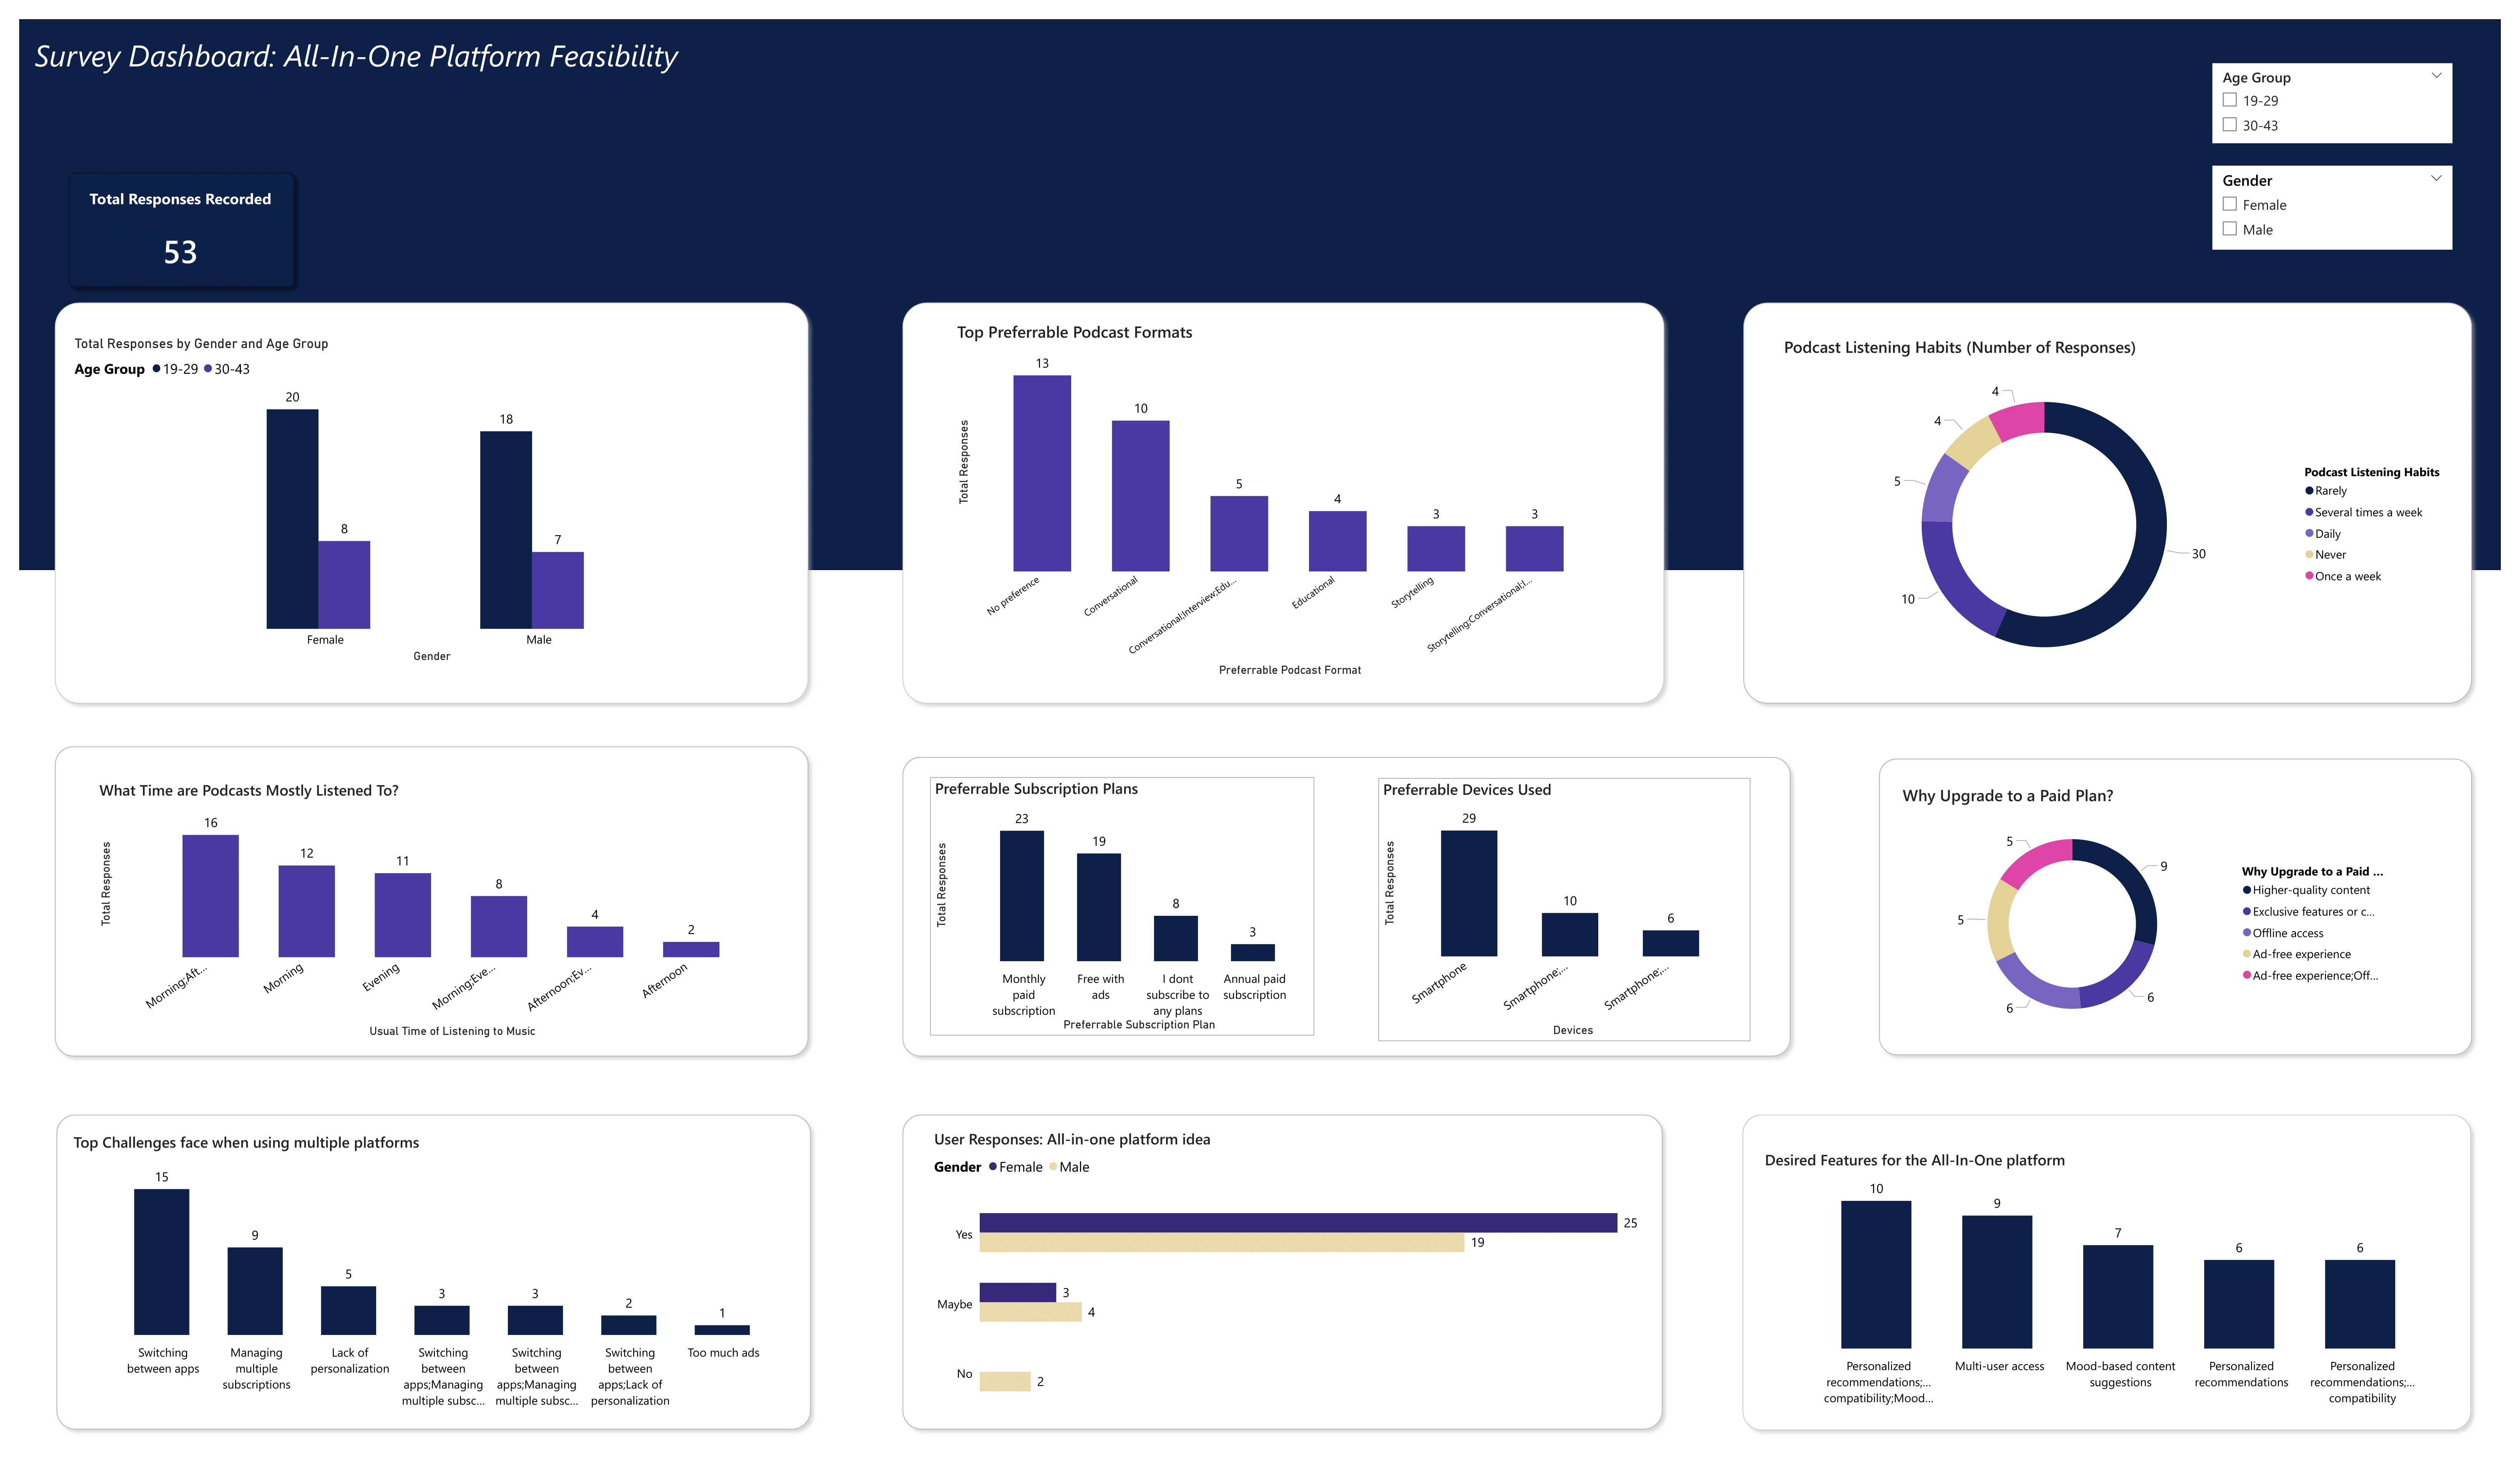 Survey Dashboard: All-In-One Platform Feasibility
Age Group
19-29
30-43
Gender
Female
Male
Total Responses Recorded
53
Total Responses by Gender and Age Group
Age Group 19-29 30-43
20
18
8
7
Female
Male
Gender
Top Preferrable Podcast Formats
Total Responses
13
10
5
4
3
3
No preference
Conversational
Conversational;Interview;Edu...
Educational
Storytelling
Storytelling;Conversational;I...
Preferrable Podcast Format
Podcast Listening Habits (Number of Responses)
4
4
5
10
30
Podcast Listening Habits
Rarely
Several times a week
Daily
Never
Once a week
What Time are Podcasts Mostly Listened To?
Total Responses
16
12
11
8
4
2
Morning;Aft...
Morning
Evening
Morning;Eve...
Afternoon;Ev...
Afternoon
Usual Time of Listening to Music
Preferrable Subscription Plans
Total Responses
23
19
8
3
Monthly
paid
subscription
Free with
ads
I dont
subscribe to
any plans
Annual paid
subscription
Preferrable Subscription Plan
Preferrable Devices Used
Total Responses
29
10
6
Smartphone
Smartphone;...
Smartphone;...
Devices
Why Upgrade to a Paid Plan?
5
9
5
6
6
Why Upgrade to a Paid ...
Higher-quality content
Exclusive features or c...
Offline access
Ad-free experience
Ad-free experience;Off...
Top Challenges face when using multiple platforms
15
9
5
3
3
2
1
Switching
between apps
Managing
multiple
subscriptions
Lack of
personalization
Switching
between
apps;Managing
multiple subsc...
Switching
between
apps;Managing
multiple subsc...
Switching
between
apps;Lack of
personalization
Too much ads
User Responses: All-in-one platform idea
Gender Female Male
Yes
25
19
Maybe
3
4
No
2
Desired Features for the All-In-One platform
10
9
7
6
6
Personalized
recommendations;...
compatibility;Mood...
Multi-user access
Mood-based content
suggestions
Personalized
recommendations
Personalized
recommendations;...
compatibility